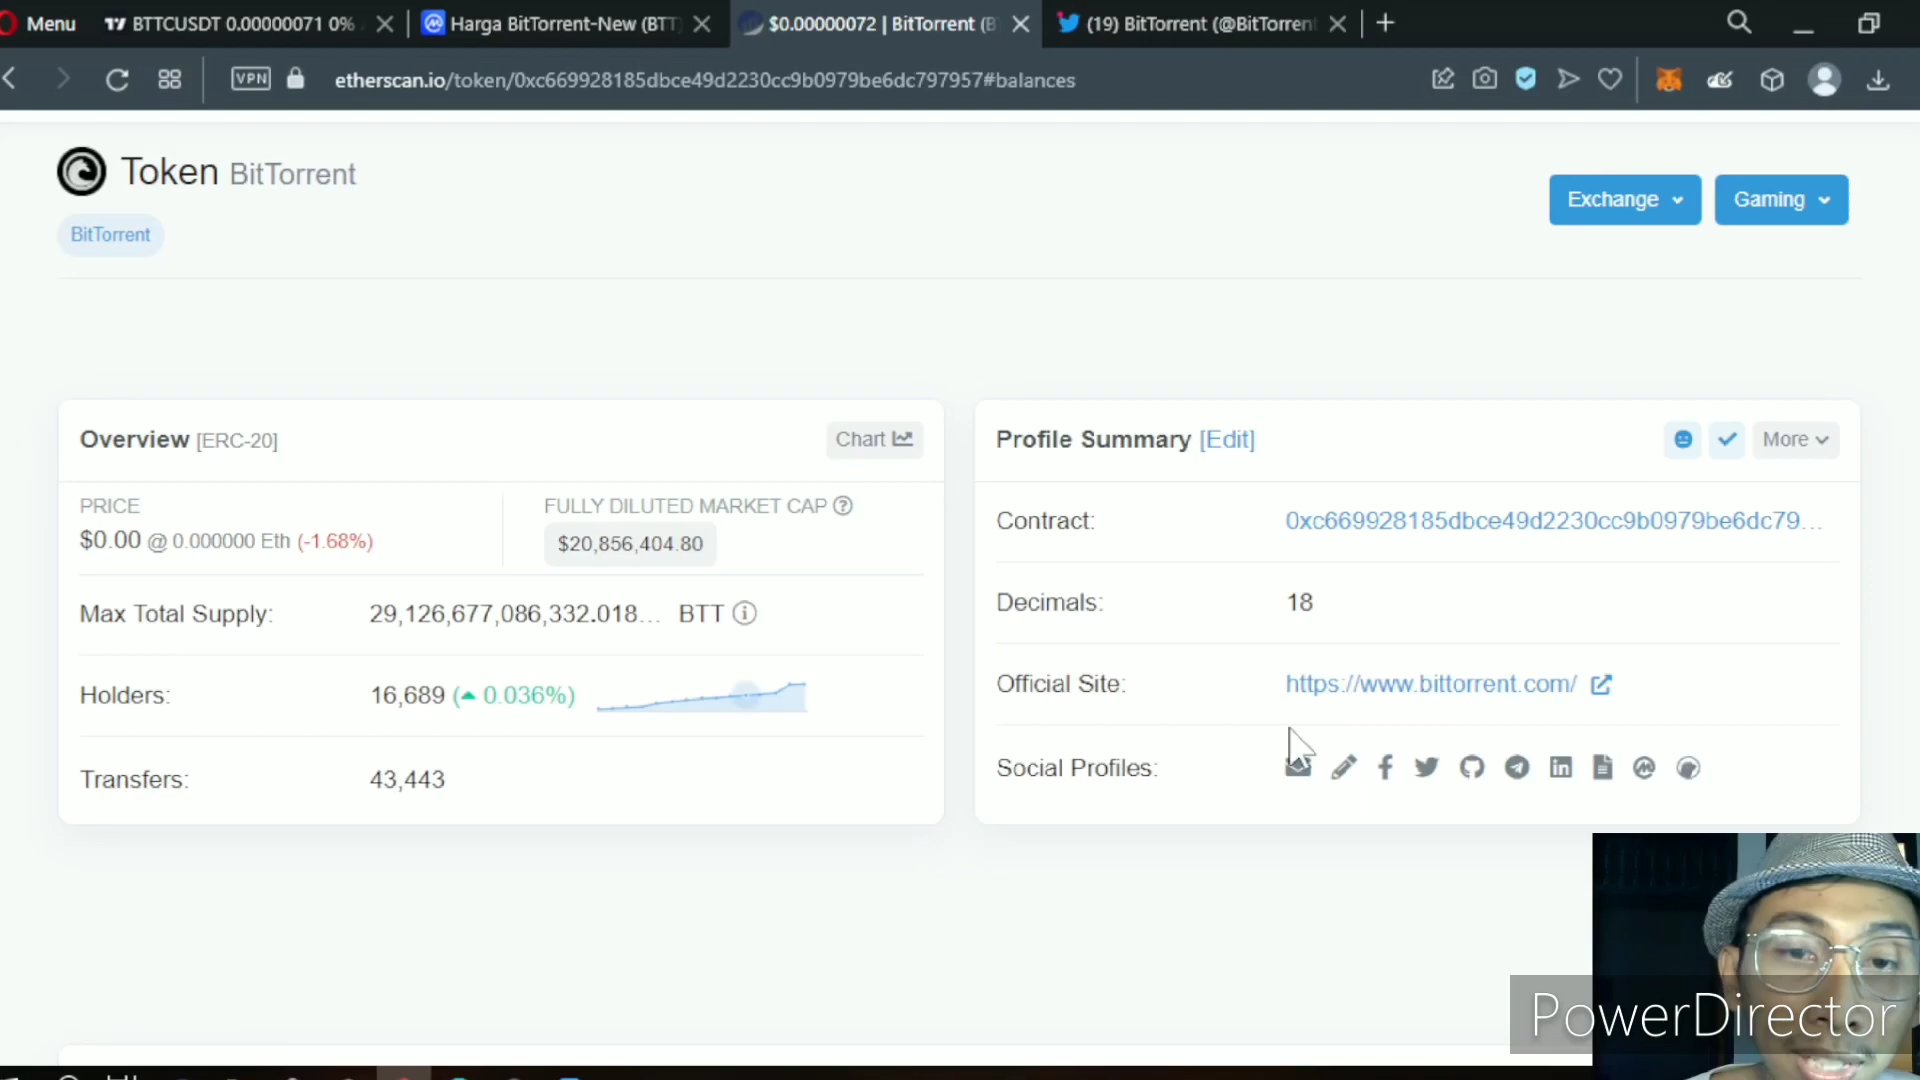 Menu
BTTCUSDT 0.00000071 0%
Harga BitTorrent-New (BTT)
$0.00000072 | BitTorrent (B
(19) BitTorrent (@BitTorrent
VPN
etherscan.io/token/0xc669928185dbce49d2230cc9b0979be6dc797957#balances
Token BitTorrent
BitTorrent
Exchange
Gaming
Overview [ERC-20]
Chart
PRICE
$0.00 @ 0.000000 Eth (-1.68%)
FULLY DILUTED MARKET CAP
$20,856,404.80
Max Total Supply: 29,126,677,086,332.018... BTT
Holders: 16,689 (0.036%)
Transfers: 43,443
Profile Summary [Edit]
More
Contract: 0xc669928185dbce49d2230cc9b0979be6dc79...
Decimals: 18
Official Site: https://www.bittorrent.com/
Social Profiles:
PowerDirector